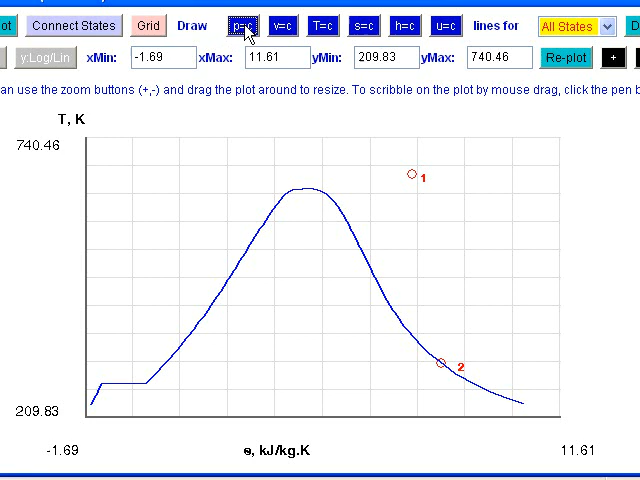 ot Connect States Grid Draw p=c v=c T=c s=c h=c u=c lines for All States D
y:Log/Lin xMin: -1.69 xMax: 11.61 yMin: 209.83 yMax: 740.46 Re-plot +
an use the zoom buttons (+,-) and drag the plot around to resize. To scribble on the plot by mouse drag, click the pen b
T, K
740.46
1
2
209.83
-1.69 s, kJ/kg.K 11.61